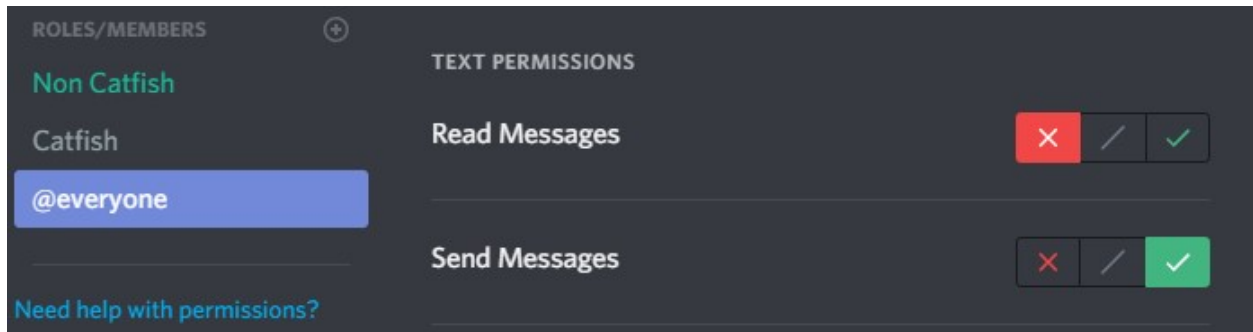 ROLES/MEMBERS
Non Catfish
Catfish
@everyone
Need help with permissions?
TEXT PERMISSIONS
Read Messages
Send Messages